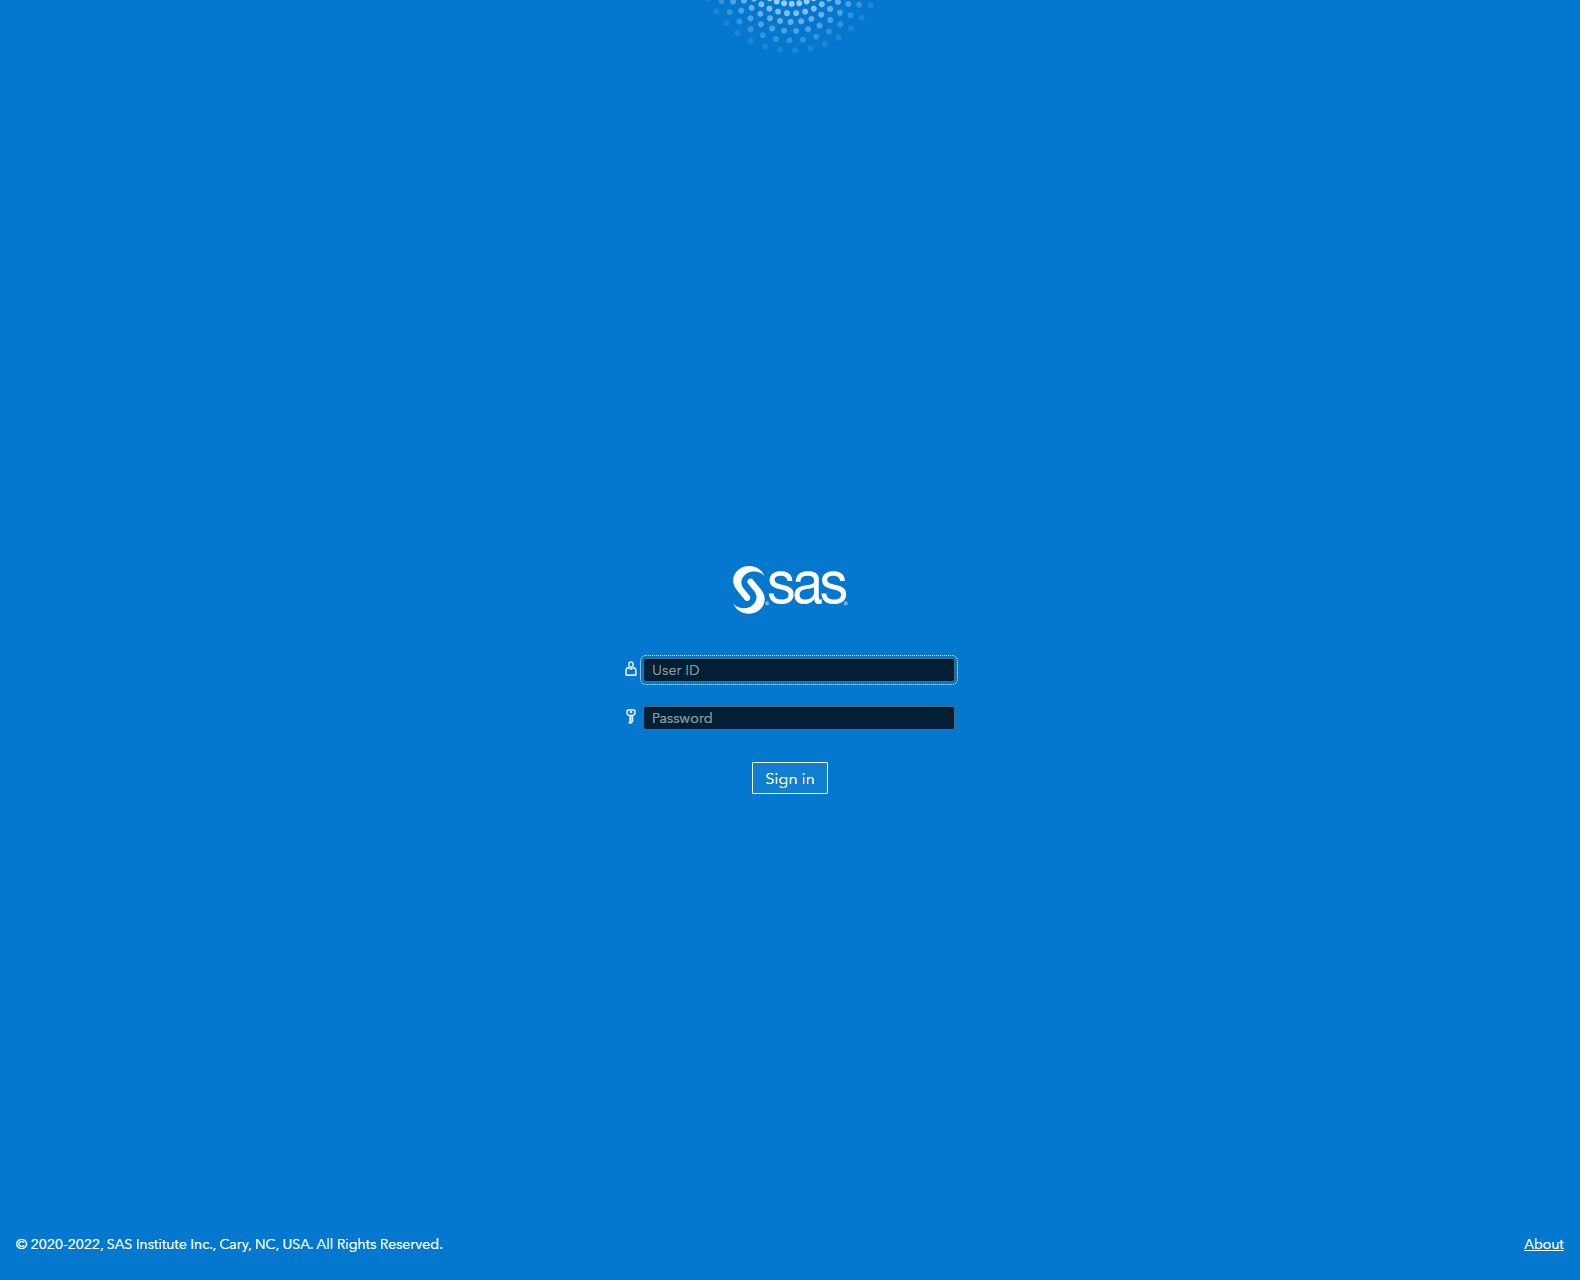 sas
User ID
Password
Sign in
© 2020-2022, SAS Institute Inc., Cary, NC, USA. All Rights Reserved.
About